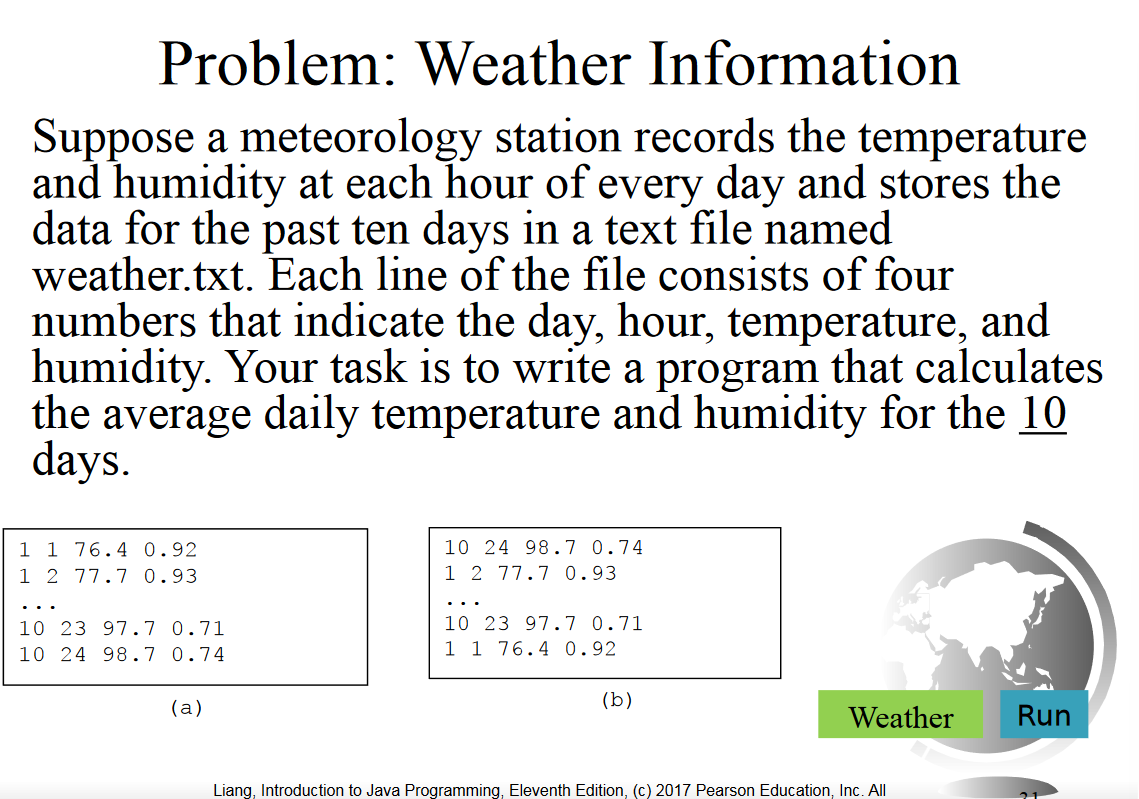 Problem: Weather Information
Suppose a meteorology station records the temperature
and humidity at each hour of every day and stores the
data for the past ten days in a text file named
weather.txt. Each line of the file consists of four
numbers that indicate the day, hour, temperature, and
humidity. Your task is to write a program that calculates
the average daily temperature and humidity for the 10
days.
1 1 76.4 0.92
1 2 77.7 0.93
...
10 23 97.7 0.71
10 24 98.7 0.74
(a)
10 24 98.7 0.74
1 2 77.7 0.93
...
10 23 97.7 0.71
1 1 76.4 0.92
(b)
Weather
Run
Liang, Introduction to Java Programming, Eleventh Edition, (c) 2017 Pearson Education, Inc. All